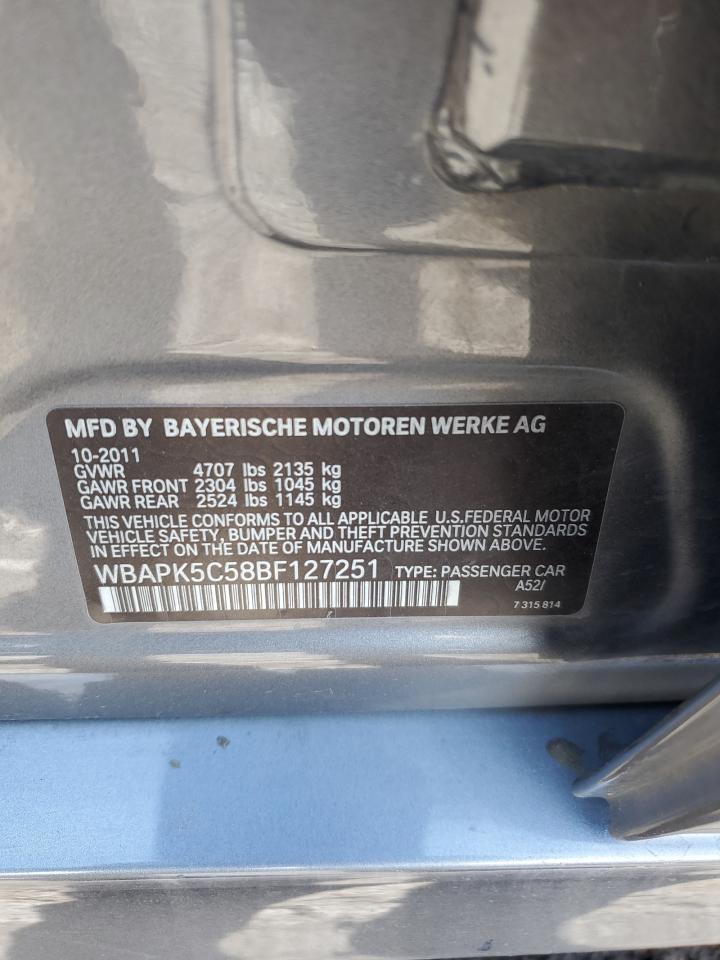 MFD BY BAYERISCHE MOTOREN WERKE AG
10-2011
GVWR 4707 lbs 2135 kg
GAWR FRONT 2304 lbs 1045 kg
GAWR REAR 2524 lbs 1145 kg
THIS VEHICLE CONFORMS TO ALL APPLICABLE U.S.FEDERAL MOTOR
VEHICLE SAFETY, BUMPER AND THEFT PREVENTION STANDARDS
IN EFFECT ON THE DATE OF MANUFACTURE SHOWN ABOVE.
WBAPK5C58BF127251 TYPE: PASSENGER CAR
A52/
7 315 814